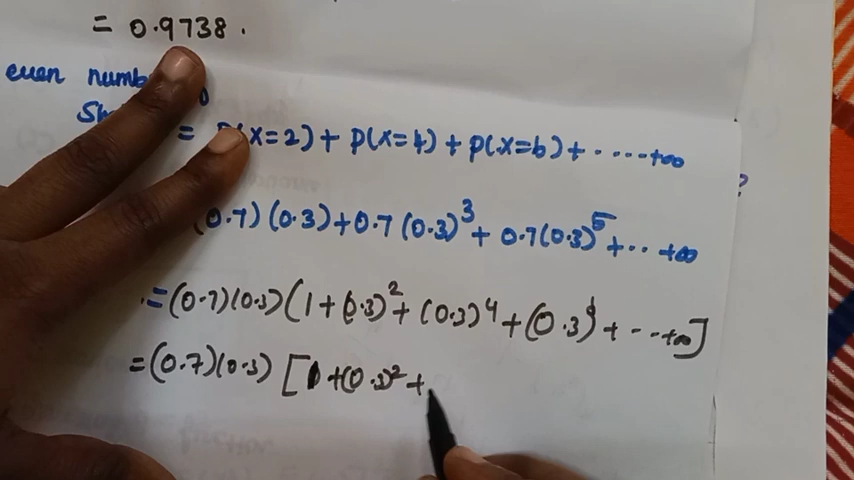 = 0.9738.
even numb
Sh
= P(X=2) + P(X=4) + P(X=6) + ..... +∞
(0.7)(0.3)+0.7(0.3)³+ 0.7(0.3)⁵+... +∞
=(0.7)(0.3)(1+(0.3)²+(0.3)⁴+(0.3) + ... +∞]
=(0.7)(0.3)[1+(0.3)²+